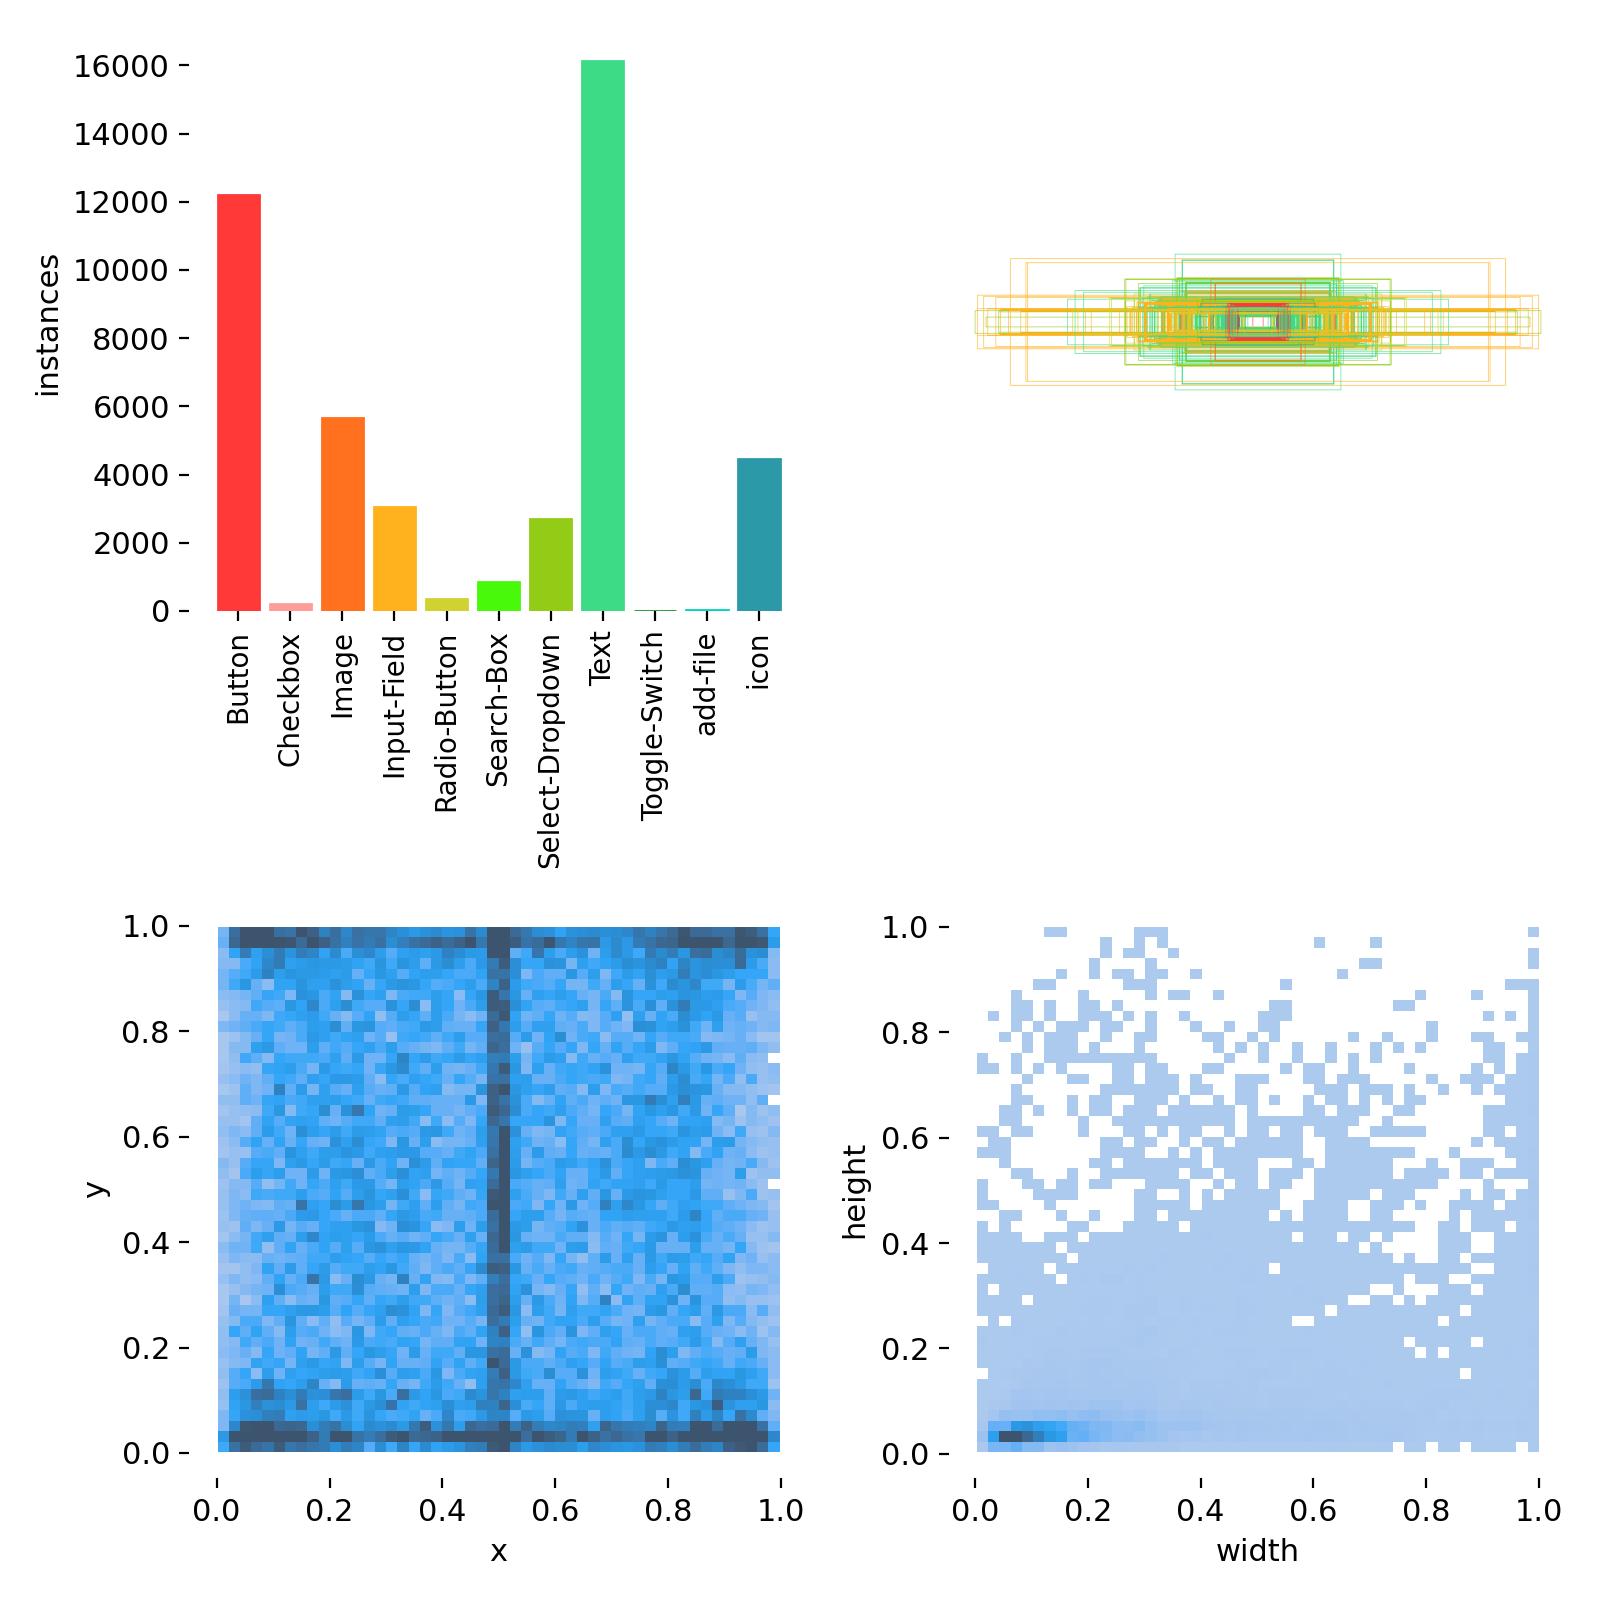 16000
14000
12000
10000
8000
6000
4000
2000
0
instances
Button
Checkbox
Image
Input-Field
Radio-Button
Search-Box
Select-Dropdown
Text
Toggle-Switch
add-file
icon
1.0
0.8
0.6
0.4
0.2
0.0
y
0.0 0.2 0.4 0.6 0.8 1.0
x
1.0
0.8
0.6
0.4
0.2
0.0
height
0.0 0.2 0.4 0.6 0.8 1.0
width